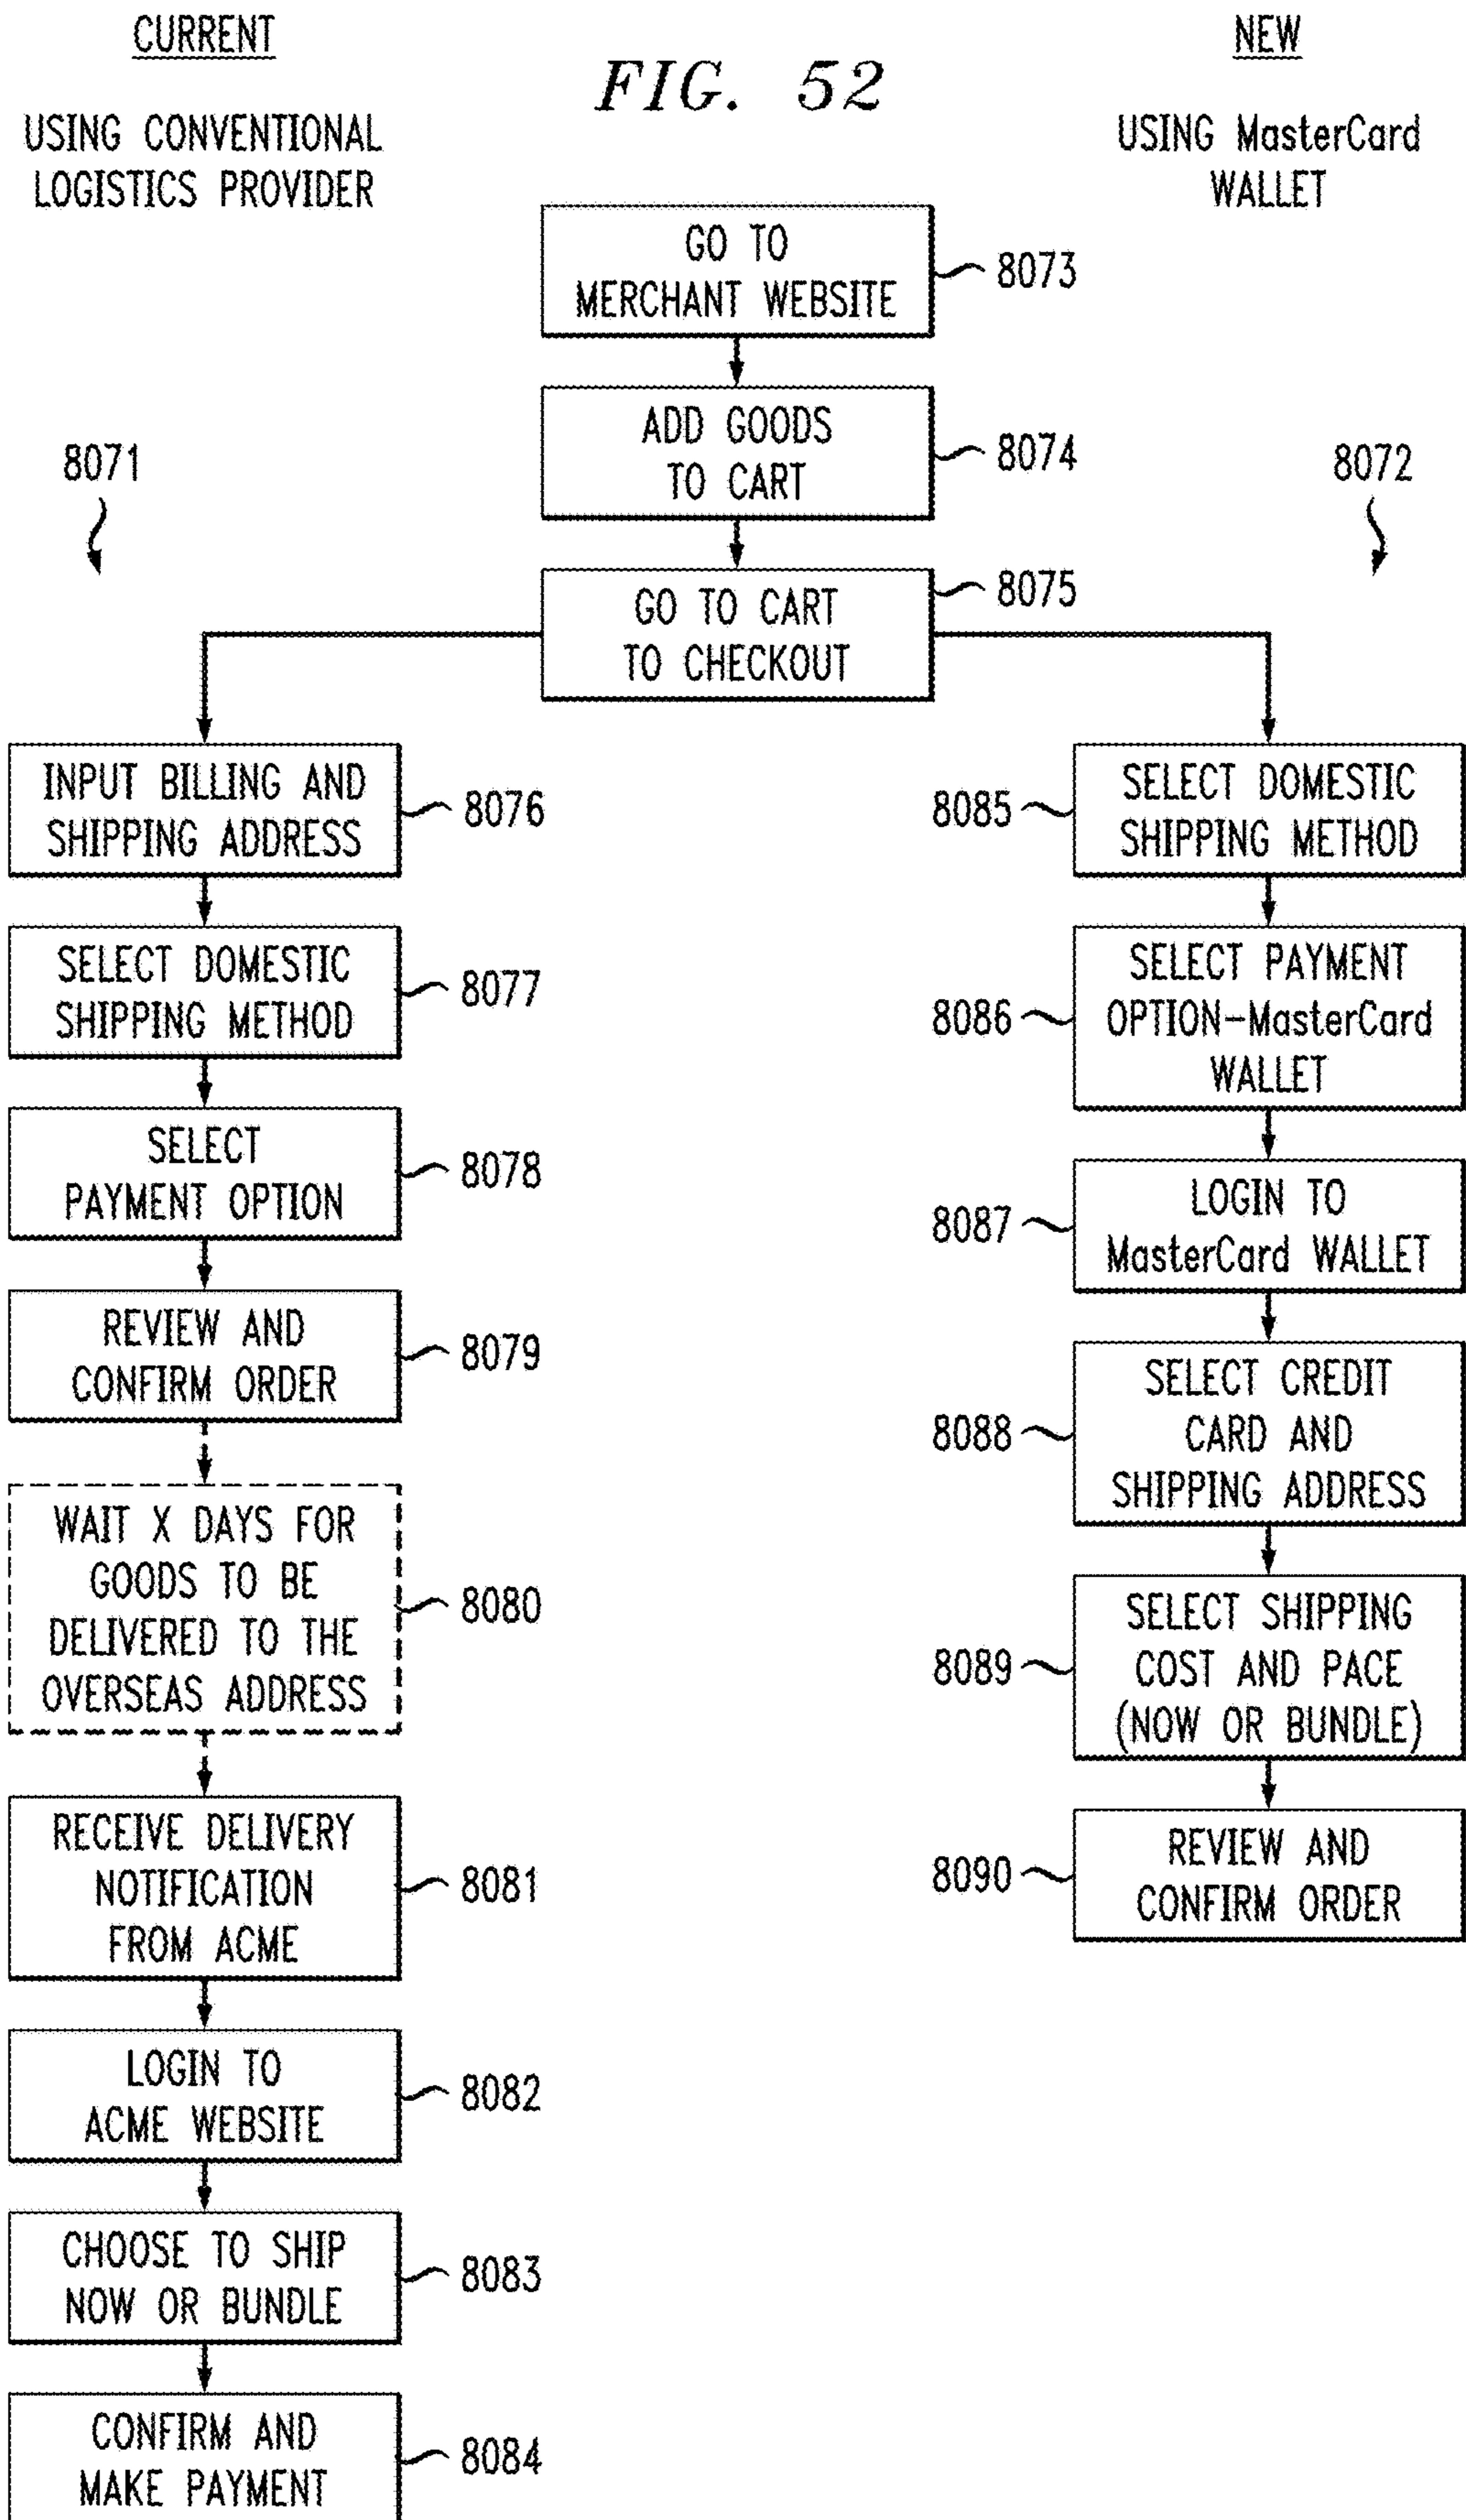 CURRENT
USING CONVENTIONAL
LOGISTICS PROVIDER
FIG. 52
NEW
USING MasterCard
WALLET
GO TO
MERCHANT WEBSITE
8073
ADD GOODS
TO CART
8074
8071
8072
GO TO CART
TO CHECKOUT
8075
INPUT BILLING AND
SHIPPING ADDRESS
8076
SELECT DOMESTIC
SHIPPING METHOD
8077
SELECT
PAYMENT OPTION
8078
REVIEW AND
CONFIRM ORDER
8079
WAIT X DAYS FOR
GOODS TO BE
DELIVERED TO THE
OVERSEAS ADDRESS
8080
RECEIVE DELIVERY
NOTIFICATION
FROM ACME
8081
LOGIN TO
ACME WEBSITE
8082
CHOOSE TO SHIP
NOW OR BUNDLE
8083
CONFIRM AND
MAKE PAYMENT
8084
8085
SELECT DOMESTIC
SHIPPING METHOD
8086
SELECT PAYMENT
OPTION-MasterCard
WALLET
8087
LOGIN TO
MasterCard WALLET
8088
SELECT CREDIT
CARD AND
SHIPPING ADDRESS
8089
SELECT SHIPPING
COST AND PACE
(NOW OR BUNDLE)
8090
REVIEW AND
CONFIRM ORDER